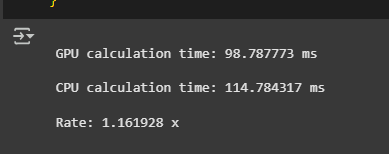 }
GPU calculation time: 98.787773 ms
CPU calculation time: 114.784317 ms
Rate: 1.161928 x